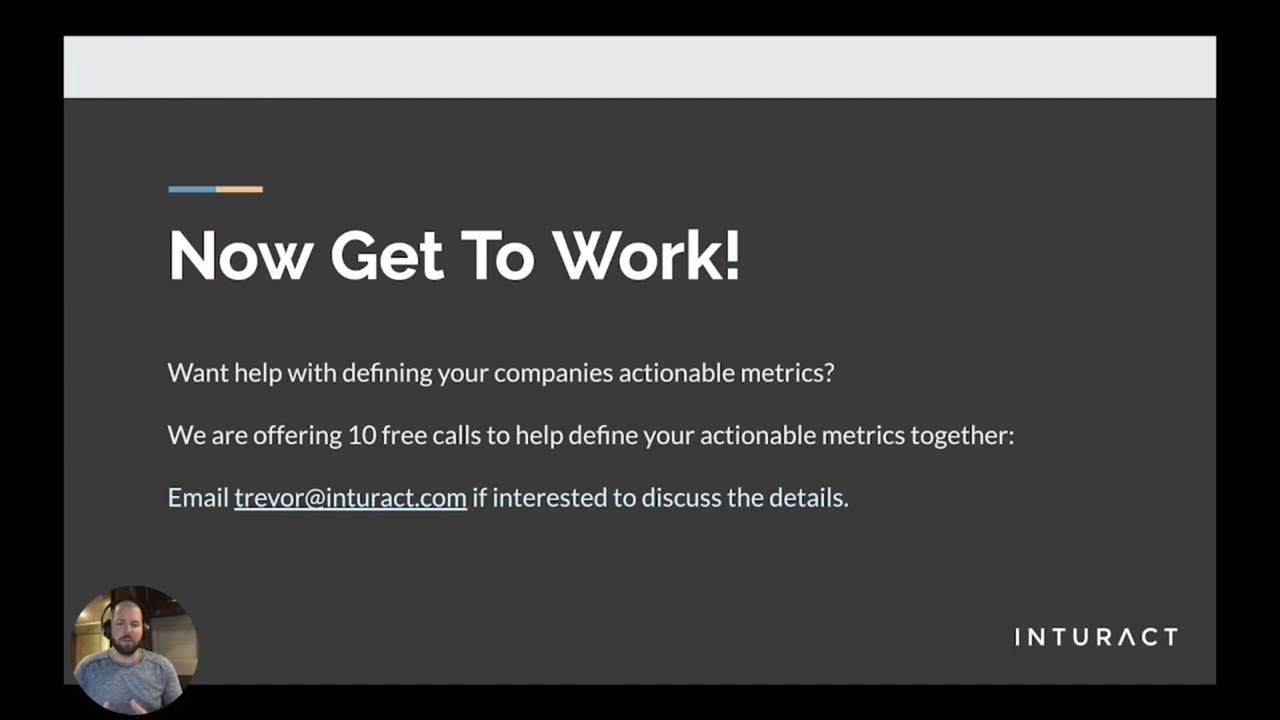 Now Get To Work!
Want help with defining your companies actionable metrics?
We are offering 10 free calls to help define your actionable metrics together:
Email trevor@inturact.com if interested to discuss the details.
INTURACT